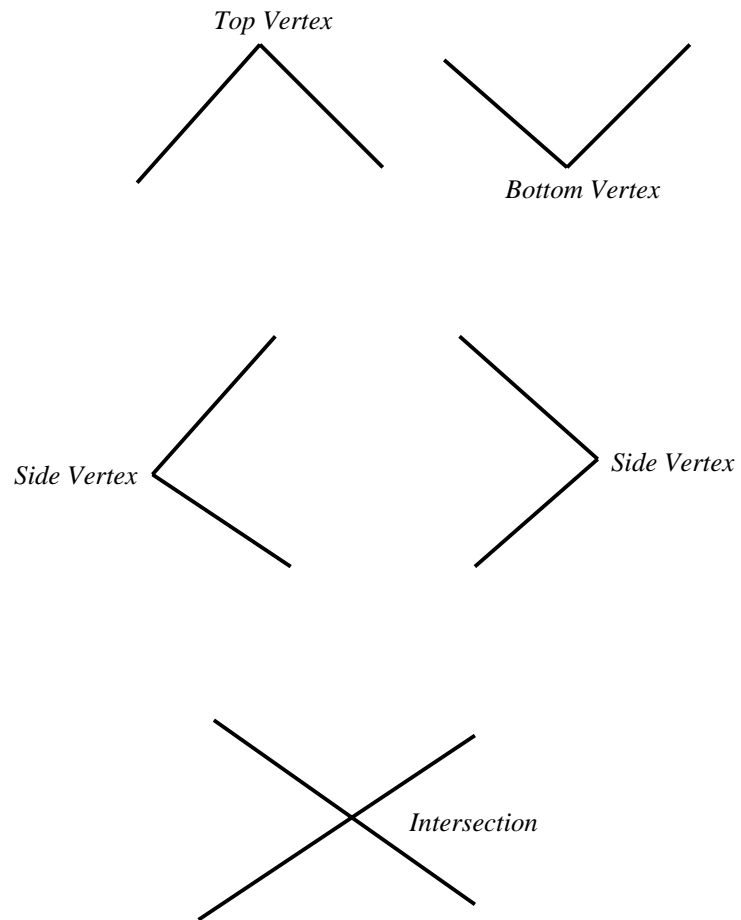 Top Vertex
Bottom Vertex
Side Vertex
Side Vertex
Intersection